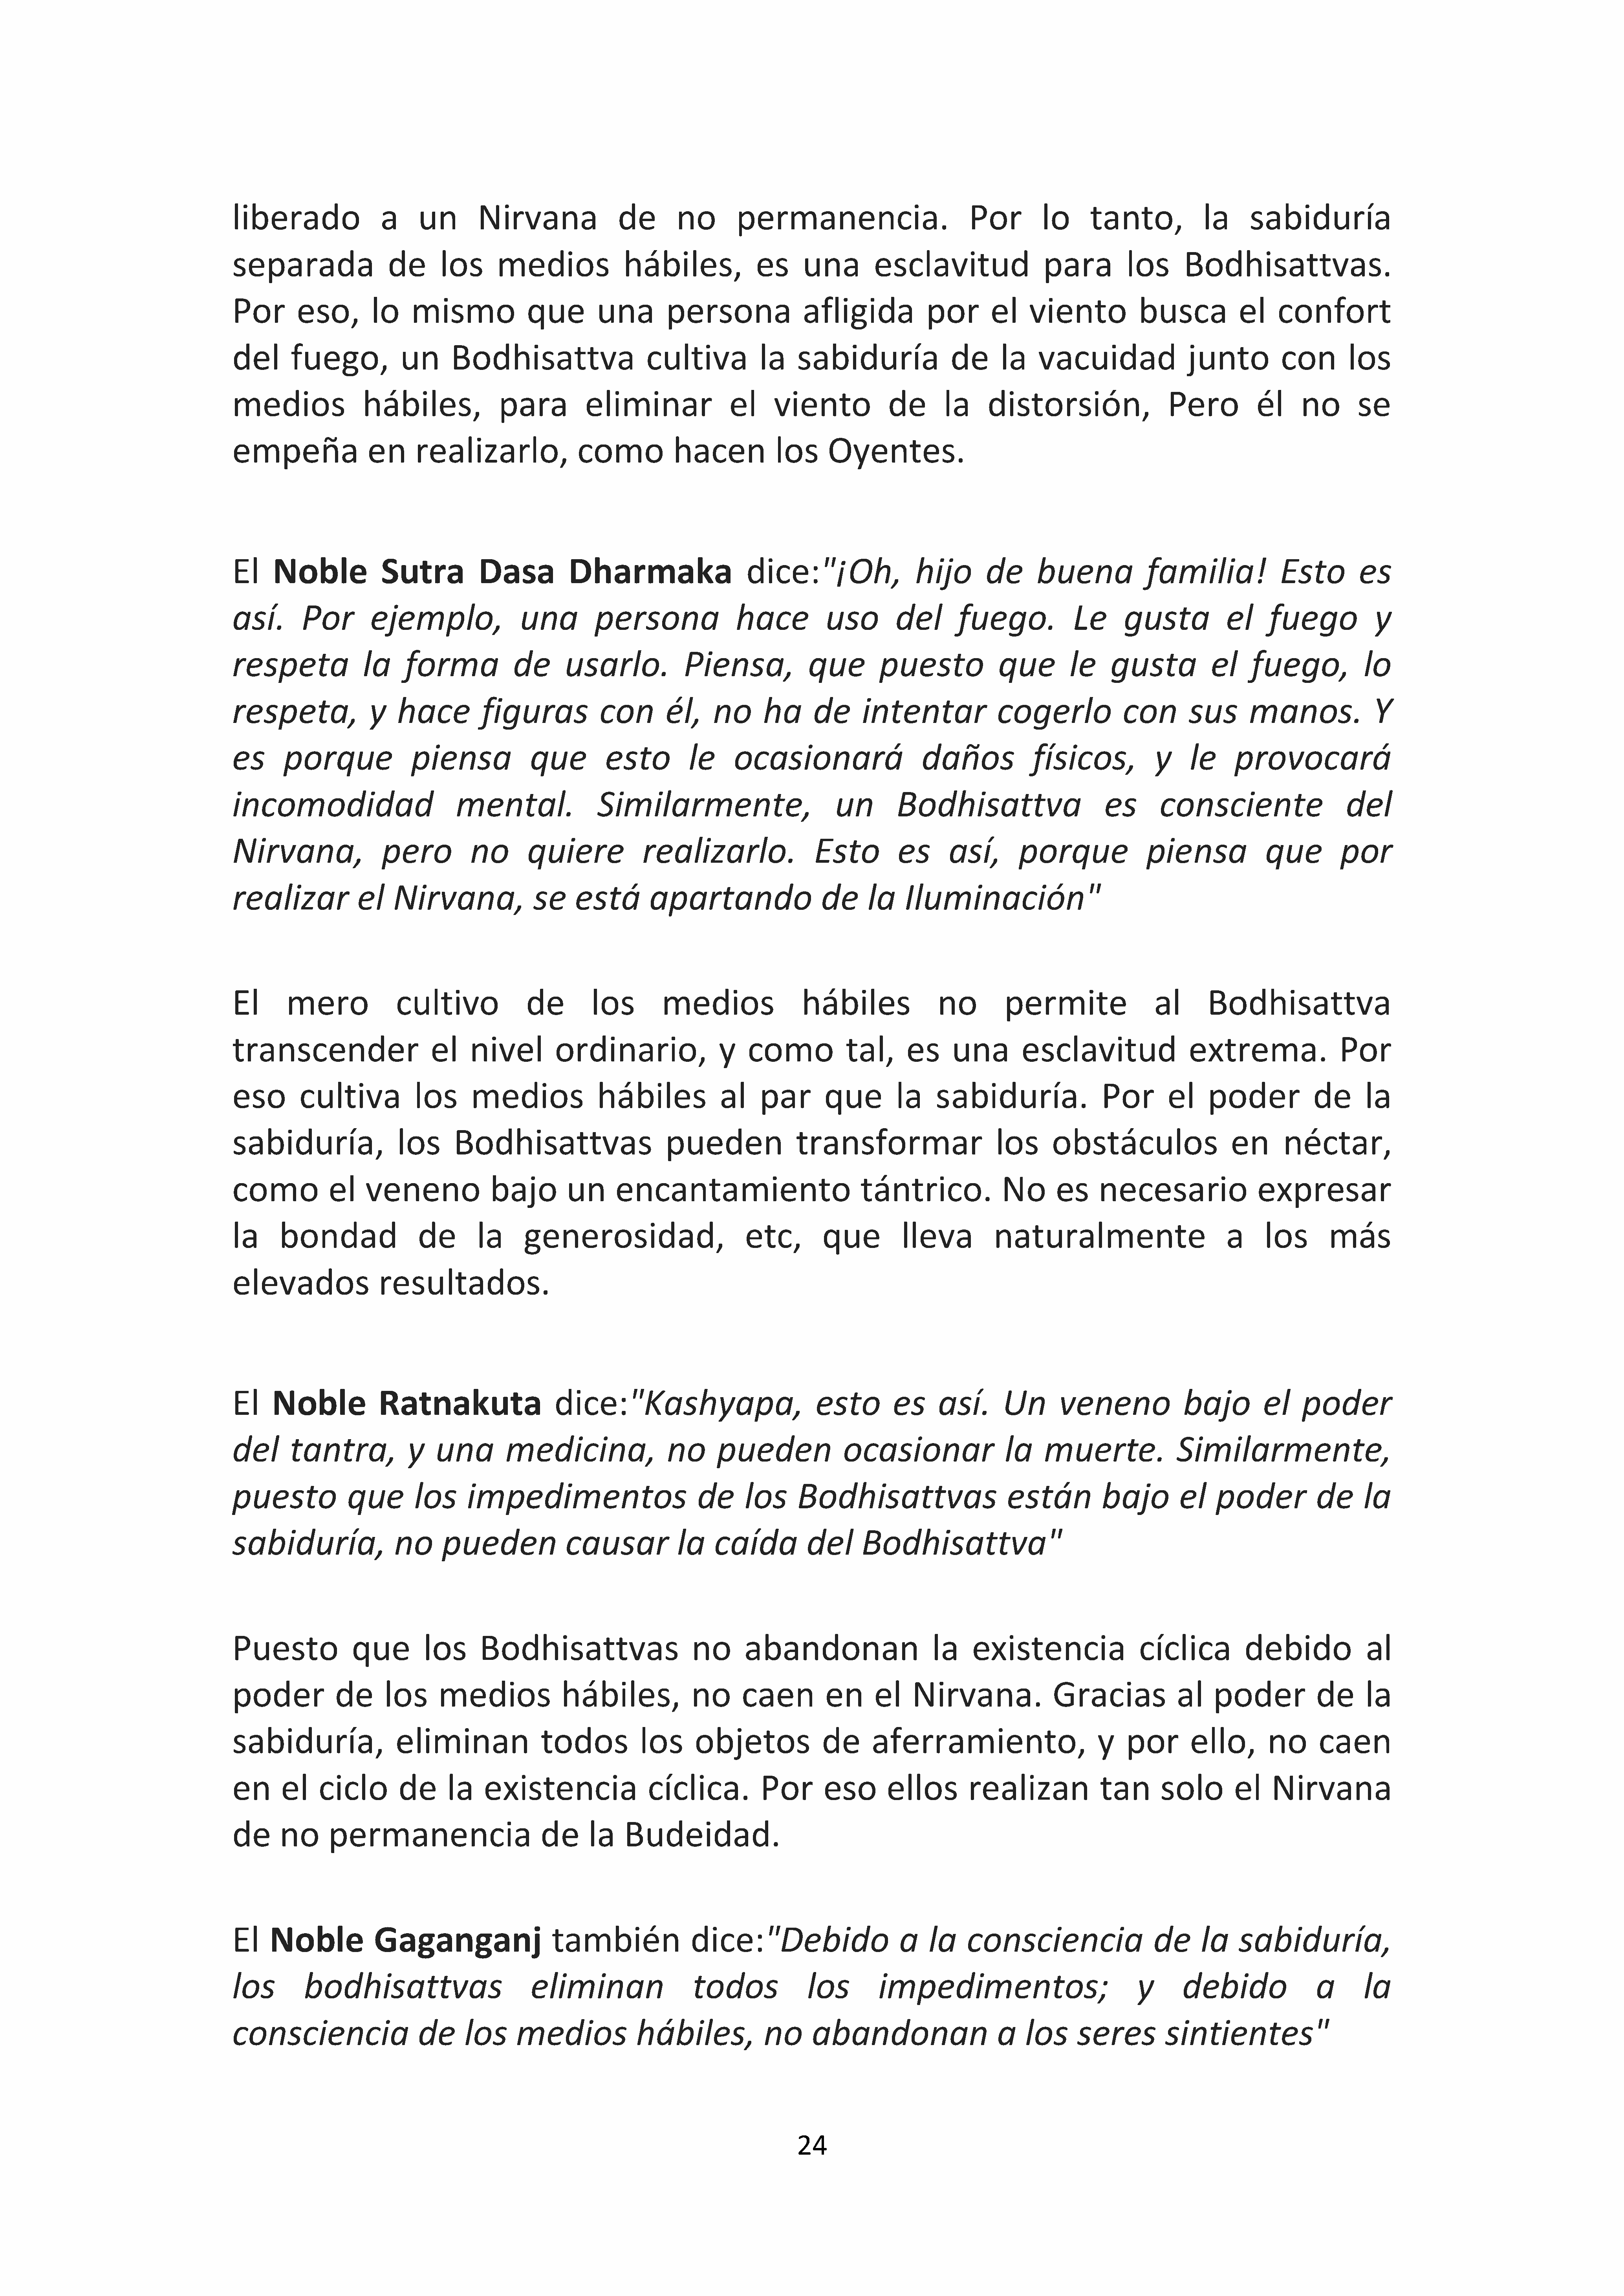 liberado a un Nirvana de no permanencia. Por lo tanto, la sabiduría
separada de los medios hábiles, es una esclavitud para los Bodhisattvas.
Por eso, lo mismo que una persona afligida por el viento busca el confort
del fuego, un Bodhisattva cultiva la sabiduría de la vacuidad junto con los
medios hábiles, para eliminar el viento de la distorsión, Pero él no se
empeña en realizarlo, como hacen los Oyentes.
El Noble Sutra Dasa Dharmaka dice:"¡Oh, hijo de buena familia! Esto es
así. Por ejemplo, una persona hace uso del fuego. Le gusta el fuego y
respeta la forma de usarlo. Piensa, que puesto que le gusta el fuego, lo
respeta, y hace figuras con él, no ha de intentar cogerlo con sus manos. Y
es porque piensa que esto le ocasionará daños físicos, y le provocará
incomodidad mental. Similarmente, un Bodhisattva es consciente del
Nirvana, pero no quiere realizarlo. Esto es así, porque piensa que por
realizar el Nirvana, se está apartando de la Iluminación"
El mero cultivo de los medios hábiles no permite al Bodhisattva
transcender el nivel ordinario, y como tal, es una esclavitud extrema. Por
eso cultiva los medios hábiles al par que la sabiduría. Por el poder de la
sabiduría, los Bodhisattvas pueden transformar los obstáculos en néctar,
como el veneno bajo un encantamiento tántrico. No es necesario expresar
la bondad de la generosidad, etc, que lleva naturalmente a los más
elevados resultados.
El Noble Ratnakuta dice:"Kashyapa, esto es así. Un veneno bajo el poder
del tantra, y una medicina, no pueden ocasionar la muerte. Similarmente,
puesto que los impedimentos de los Bodhisattvas están bajo el poder de la
sabiduría, no pueden causar la caída del Bodhisattva"
Puesto que los Bodhisattvas no abandonan la existencia cíclica debido al
poder de los medios hábiles, no caen en el Nirvana. Gracias al poder de la
sabiduría, eliminan todos los objetos de aferramiento, y por ello, no caen
en el ciclo de la existencia cíclica. Por eso ellos realizan tan solo el Nirvana
de no permanencia de la Budeidad.
El Noble Gaganganj también dice:"Debido a la consciencia de la sabiduría,
los bodhisattvas eliminan todos los impedimentos; y debido a la
consciencia de los medios hábiles, no abandonan a los seres sintientes"
24